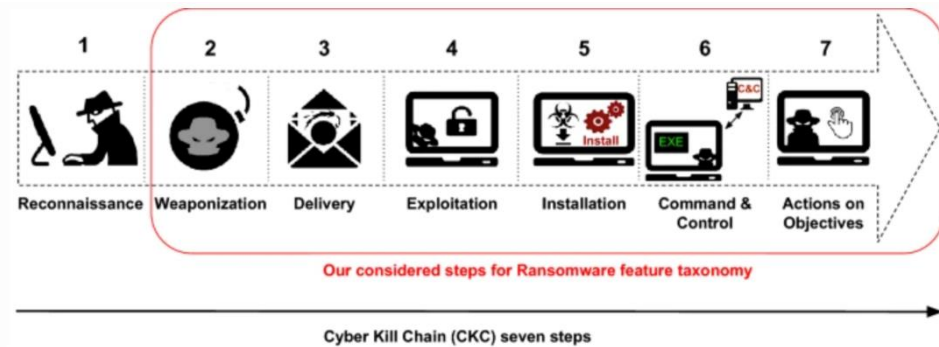 1 2 3 4 5 6 7
C&C
Install
EXE
Reconnaissance Weaponization Delivery Exploitation Installation Command & Control Actions on Objectives
Our considered steps for Ransomware feature taxonomy
Cyber Kill Chain (CKC) seven steps